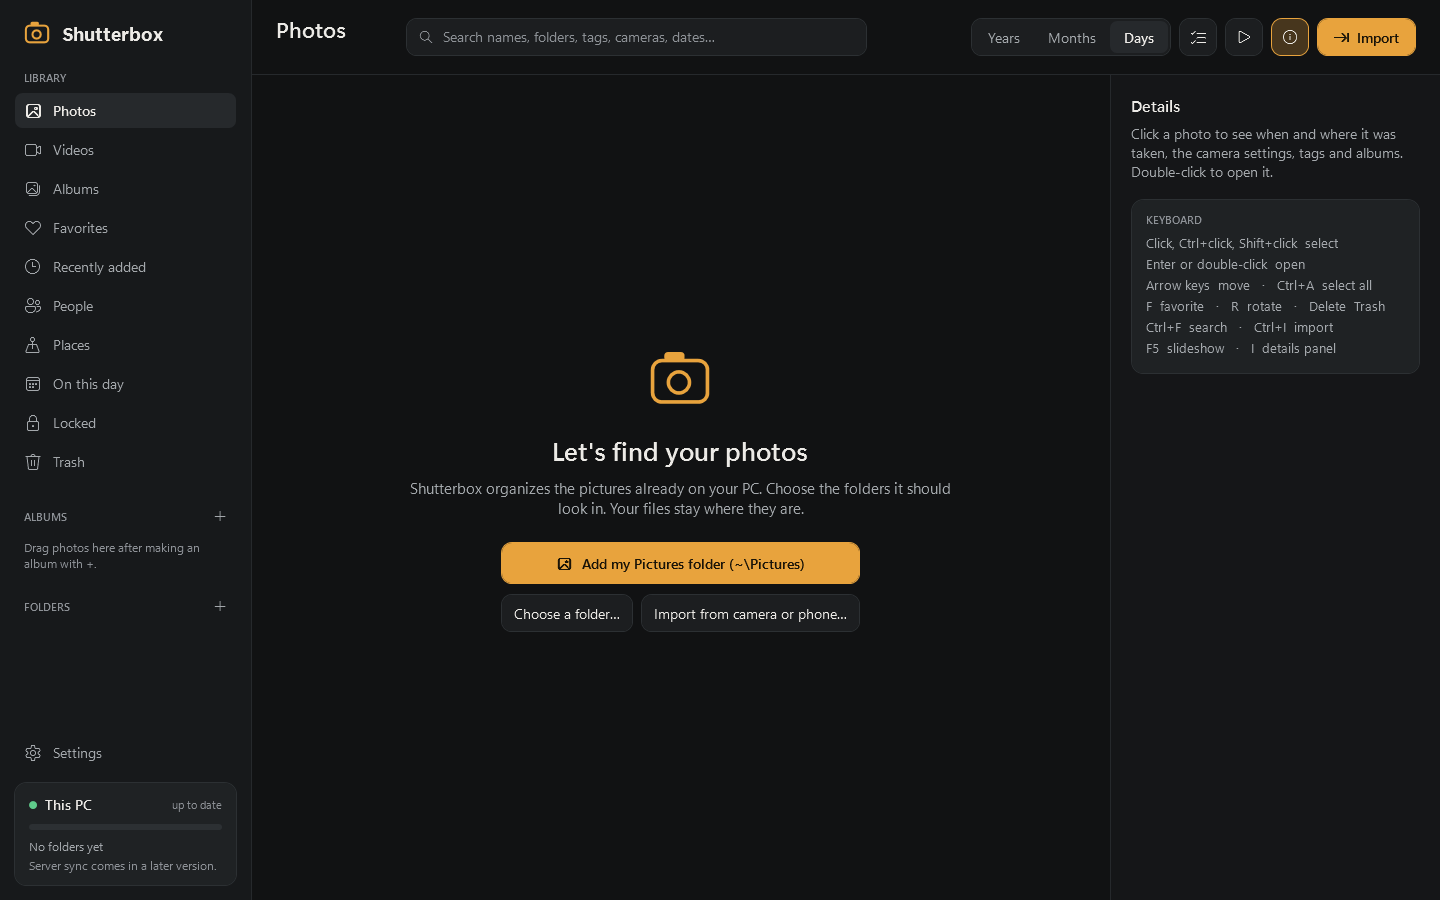 Shutterbox
LIBRARY
Photos
Videos
Albums
Favorites
Recently added
People
Places
On this day
Locked
Trash
ALBUMS
Drag photos here after making an
album with +.
FOLDERS
Settings
This PC up to date
No folders yet
Server sync comes in a later version.
Photos
Search names, folders, tags, cameras, dates...
Years Months Days
Import
Let's find your photos
Shutterbox organizes the pictures already on your PC. Choose the folders it should
look in. Your files stay where they are.
Add my Pictures folder (~\Pictures)
Choose a folder... Import from camera or phone...
Details
Click a photo to see when and where it was
taken, the camera settings, tags and albums.
Double-click to open it.
KEYBOARD
Click, Ctrl+click, Shift+click select
Enter or double-click open
Arrow keys move · Ctrl+A select all
F favorite · R rotate · Delete Trash
Ctrl+F search · Ctrl+I import
F5 slideshow · I details panel